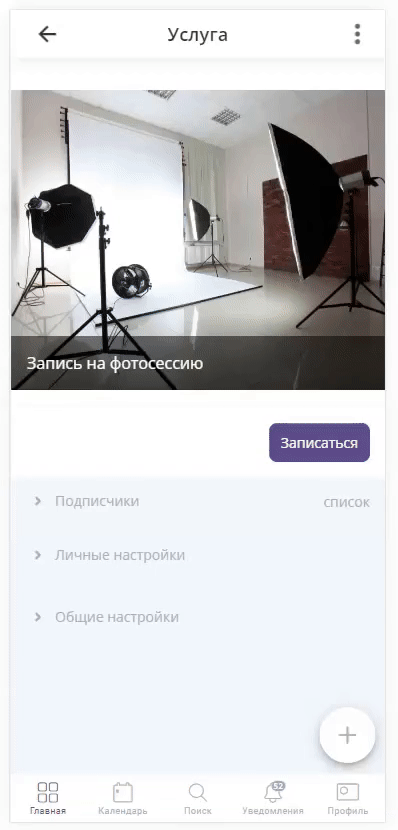 Услуга
Запись на фотосессию
Записаться
Подписчики список
Личные настройки
Общие настройки
52
Главная Календарь Поиск Уведомления Профиль